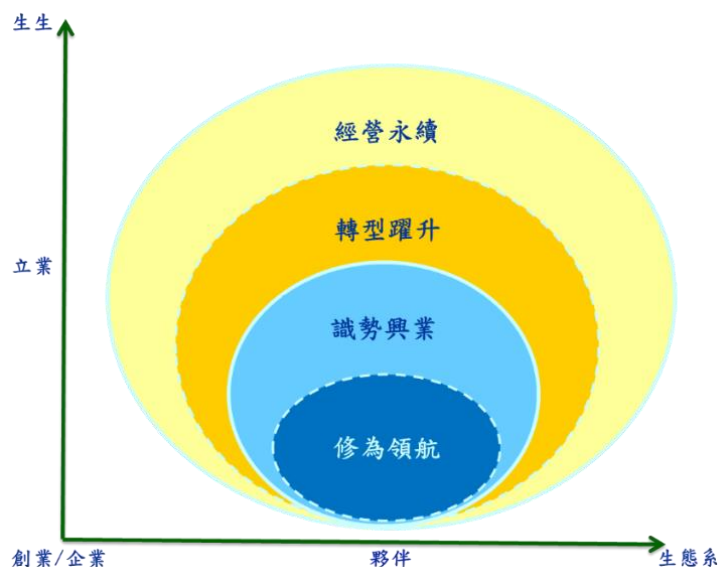 生生
經營永續
轉型躍升
立業
識勢興業
修為領航
創業/企業
夥伴
生態系